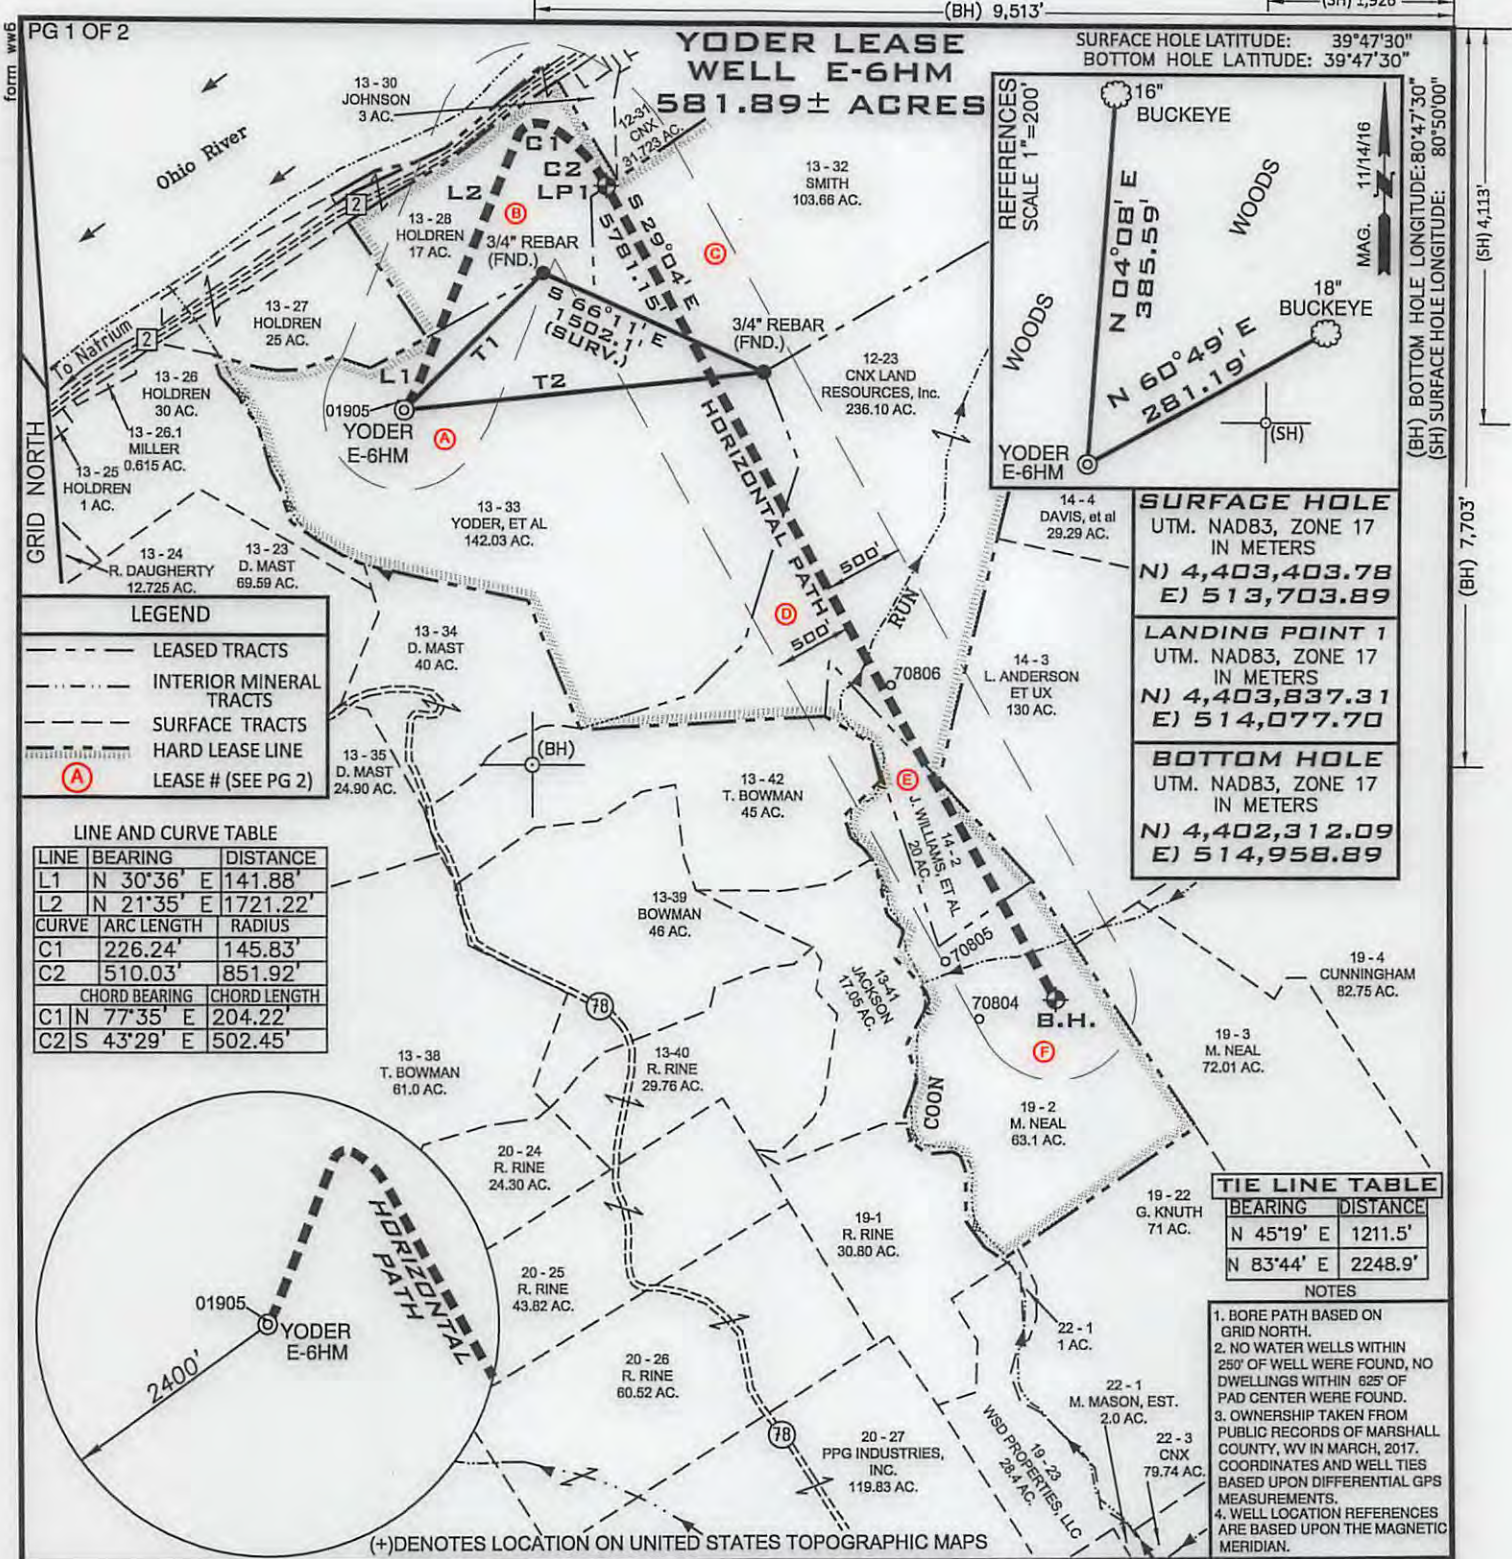 (BH) 9,513'
(SH) 1,926'
form ww6
PG 1 OF 2
YODER LEASE
WELL E-6HM
581.89± ACRES
SURFACE HOLE LATITUDE: 39°47'30"
BOTTOM HOLE LATITUDE: 39°47'30"
(BH) BOTTOM HOLE LONGITUDE: 80°47'30"
(SH) SURFACE HOLE LONGITUDE: 80°50'00"
(SH) 4,113'
(BH) 7,703'
REFERENCES
SCALE 1"=200'
16"
BUCKEYE
WOODS
WOODS
MAG. 11/14/16
N 04°08' E
385.59'
18"
BUCKEYE
N 60°49' E
281.19'
(SH)
YODER
E-6HM
Ohio River
13 - 30
JOHNSON
3 AC.
12-31
CNX
31.723 AC.
13 - 32
SMITH
103.66 AC.
C1
C2
LP1
L2
B
C
2
13 - 28
HOLDREN
17 AC.
3/4" REBAR
(FND.)
S 29°04' E
5781.15'
S 66°11' E
1502.1'
(SURV.)
3/4" REBAR
(FND.)
13 - 27
HOLDREN
25 AC.
To Natrium
2
T1
T2
L1
01905
YODER
E-6HM
A
12-23
CNX LAND
RESOURCES, Inc.
236.10 AC.
13 - 26
HOLDREN
30 AC.
13 - 26.1
MILLER
0.615 AC.
13 - 25
HOLDREN
1 AC.
GRID NORTH
13 - 24
R. DAUGHERTY
12.725 AC.
13 - 23
D. MAST
69.59 AC.
13 - 33
YODER, ET AL
142.03 AC.
HORIZONTAL PATH
500'
500'
D
RUN
14 - 4
DAVIS, et al
29.29 AC.
SURFACE HOLE
UTM. NAD83, ZONE 17
IN METERS
N) 4,403,403.78
E) 513,703.89
LANDING POINT 1
UTM. NAD83, ZONE 17
IN METERS
N) 4,403,837.31
E) 514,077.70
BOTTOM HOLE
UTM. NAD83, ZONE 17
IN METERS
N) 4,402,312.09
E) 514,958.89
LEGEND
LEASED TRACTS
INTERIOR MINERAL
TRACTS
SURFACE TRACTS
HARD LEASE LINE
A LEASE # (SEE PG 2)
13 - 34
D. MAST
40 AC.
70806
14 - 3
L. ANDERSON
ET UX
130 AC.
13 - 35
D. MAST
24.90 AC.
(BH)
13 - 42
T. BOWMAN
45 AC.
E
14 - 2
J. WILLIAMS, ET AL
20 AC.
LINE AND CURVE TABLE
LINE BEARING DISTANCE
L1 N 30°36' E 141.88'
L2 N 21°35' E 1721.22'
CURVE ARC LENGTH RADIUS
C1 226.24' 145.83'
C2 510.03' 851.92'
CHORD BEARING CHORD LENGTH
C1 N 77°35' E 204.22'
C2 S 43°29' E 502.45'
13-39
BOWMAN
46 AC.
70805
13-41
JACKSON
17.05 AC.
70804
B.H.
F
19 - 4
CUNNINGHAM
82.75 AC.
78
19 - 3
M. NEAL
72.01 AC.
13 - 38
T. BOWMAN
61.0 AC.
13-40
R. RINE
29.76 AC.
COON
19 - 2
M. NEAL
63.1 AC.
20 - 24
R. RINE
24.30 AC.
19-1
R. RINE
30.80 AC.
19 - 22
G. KNUTH
71 AC.
TIE LINE TABLE
BEARING DISTANCE
N 45°19' E 1211.5'
N 83°44' E 2248.9'
HORIZONTAL
PATH
01905
YODER
E-6HM
2400'
20 - 25
R. RINE
43.82 AC.
20 - 26
R. RINE
60.52 AC.
22 - 1
1 AC.
22 - 1
M. MASON, EST.
2.0 AC.
78
20 - 27
PPG INDUSTRIES,
INC.
119.83 AC.
19 - 23
WSD PROPERTIES, LLC
28.4 AC.
22 - 3
CNX
79.74 AC.
NOTES
1. BORE PATH BASED ON
GRID NORTH.
2. NO WATER WELLS WITHIN
250' OF WELL WERE FOUND, NO
DWELLINGS WITHIN 625' OF
PAD CENTER WERE FOUND.
3. OWNERSHIP TAKEN FROM
PUBLIC RECORDS OF MARSHALL
COUNTY, WV IN MARCH, 2017.
COORDINATES AND WELL TIES
BASED UPON DIFFERENTIAL GPS
MEASUREMENTS.
4. WELL LOCATION REFERENCES
ARE BASED UPON THE MAGNETIC
MERIDIAN.
(+)DENOTES LOCATION ON UNITED STATES TOPOGRAPHIC MAPS